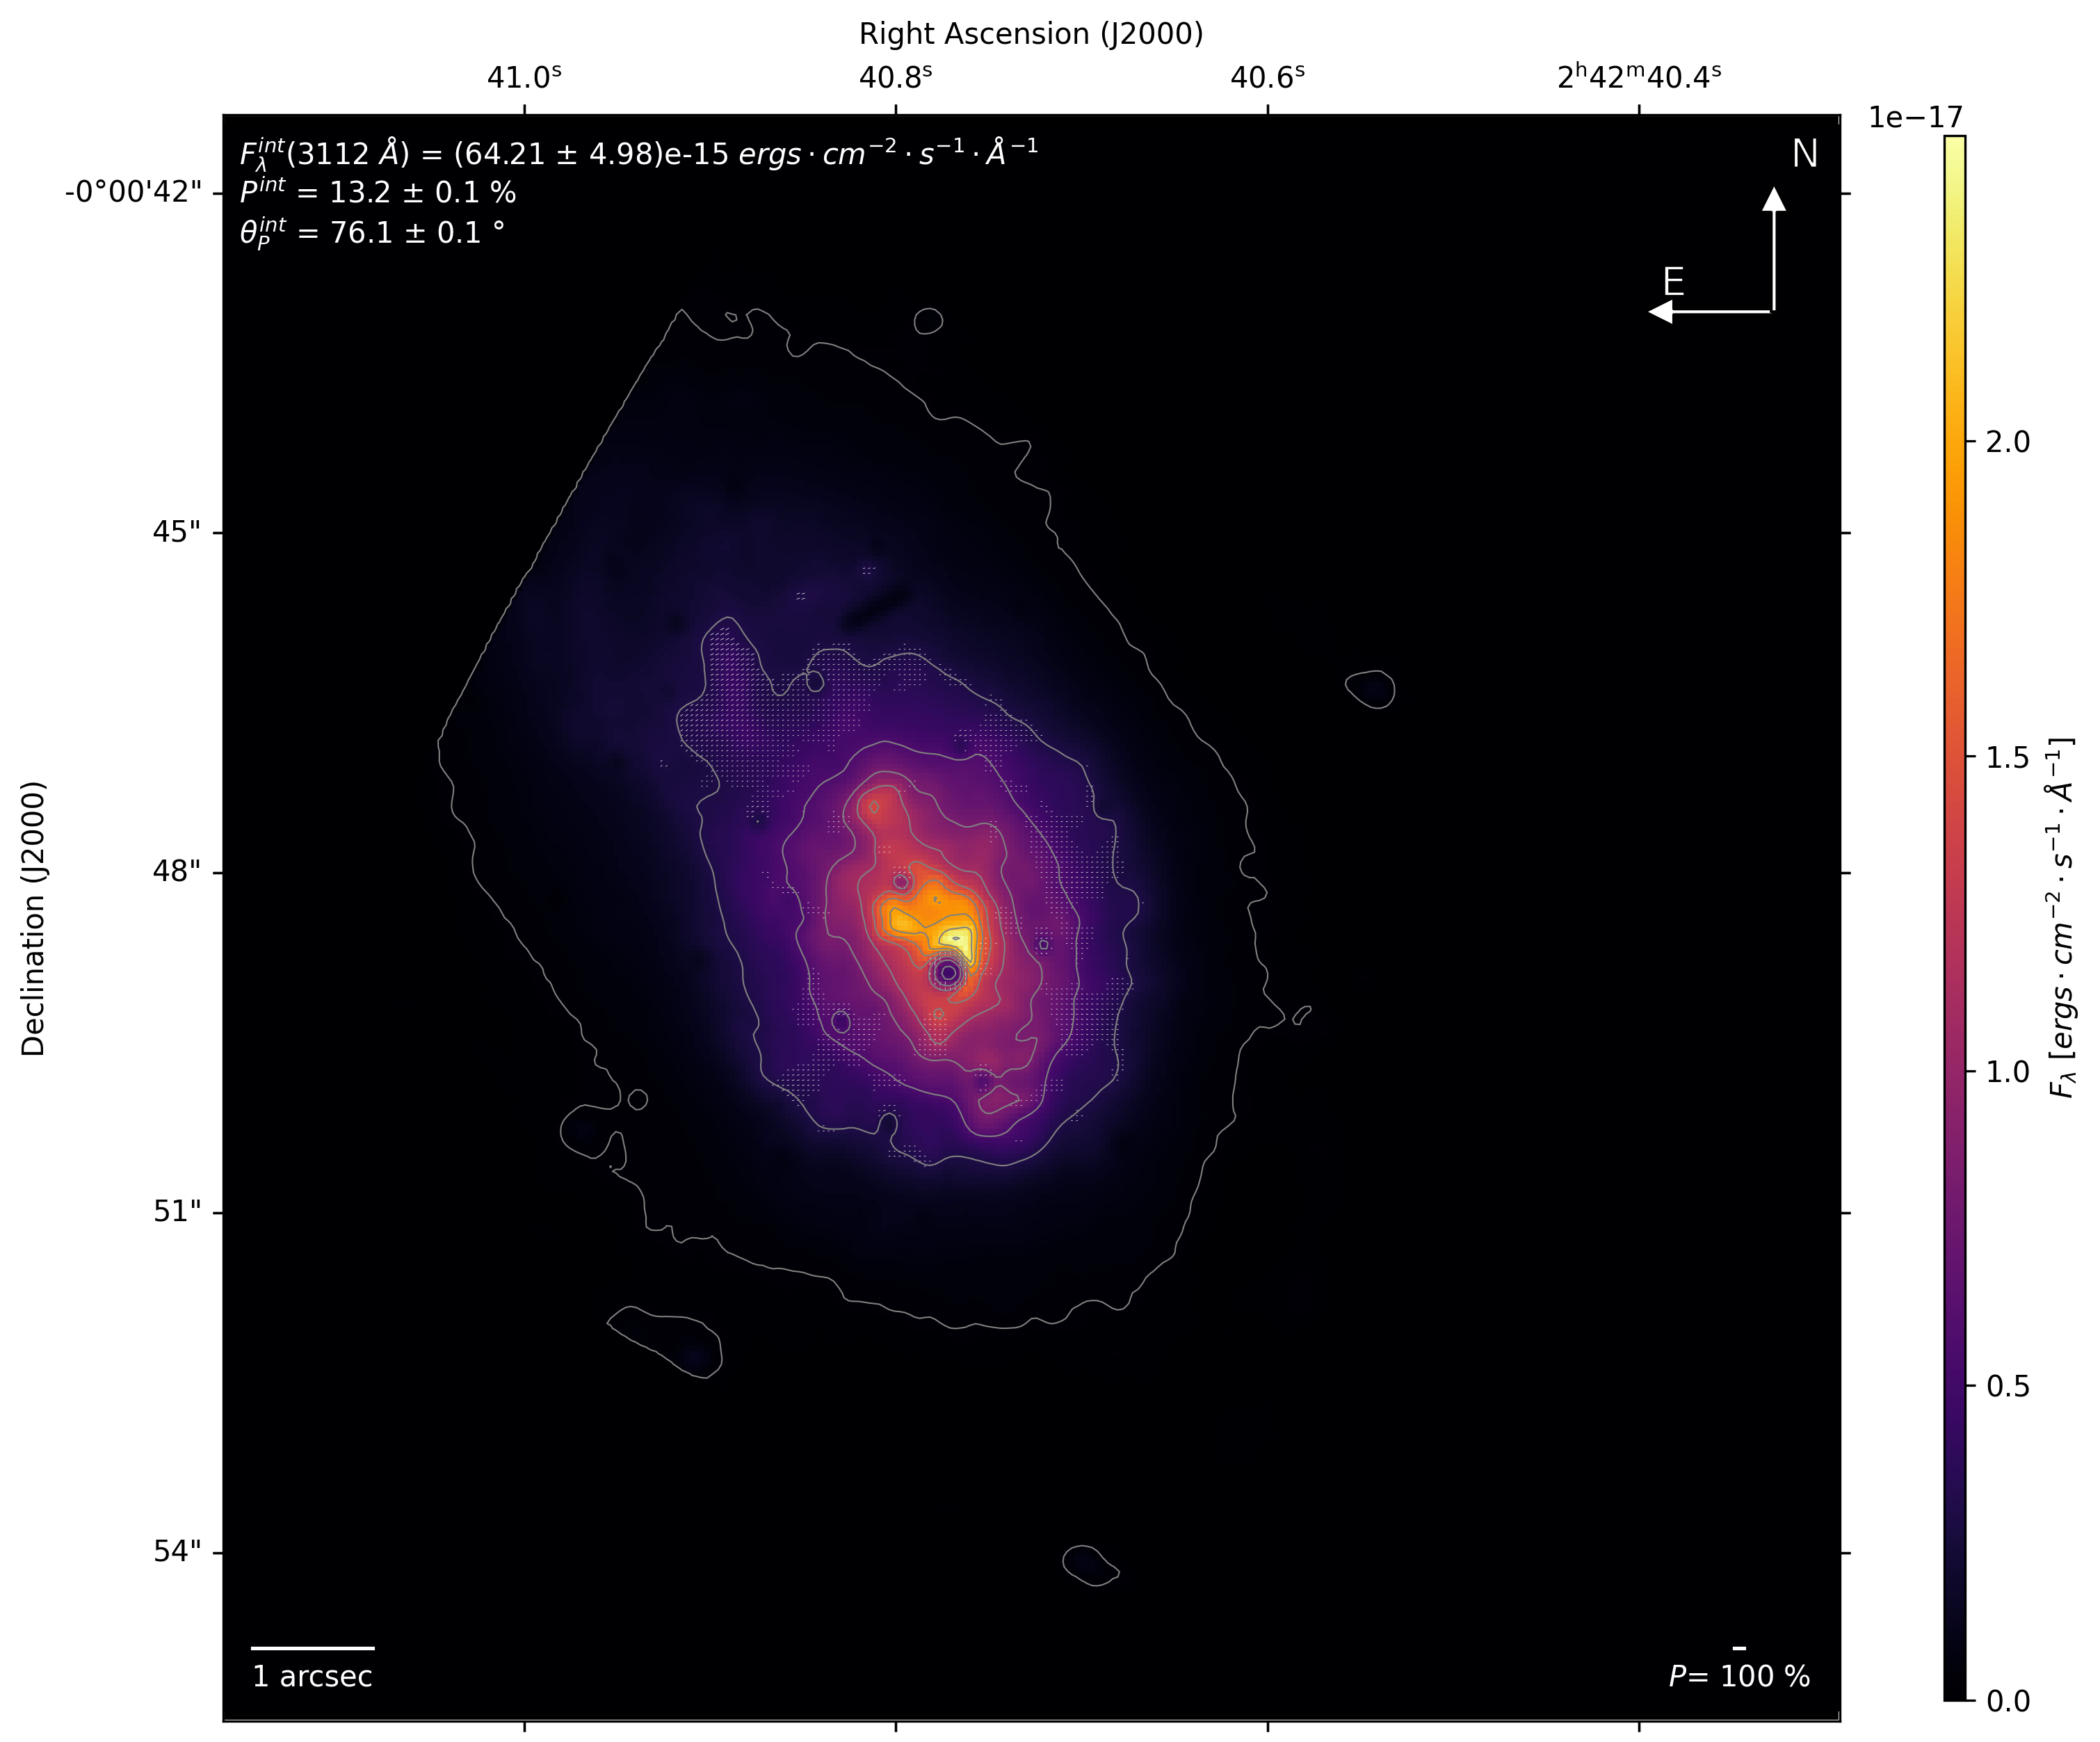 Right Ascension (J2000)
41.0ˢ 40.8ˢ 40.6ˢ 2ʰ42ᵐ40.4ˢ
1e−17
F_λ^int(3112 Å) = (64.21 ± 4.98)e-15 ergs · cm⁻² · s⁻¹ · Å⁻¹
P^int = 13.2 ± 0.1 %
θ_P^int = 76.1 ± 0.1 °
N
E
-0°00'42"
45"
48"
51"
54"
Declination (J2000)
1 arcsec
P= 100 %
2.0
1.5
1.0
0.5
0.0
F_λ [ergs · cm⁻² · s⁻¹ · Å⁻¹]